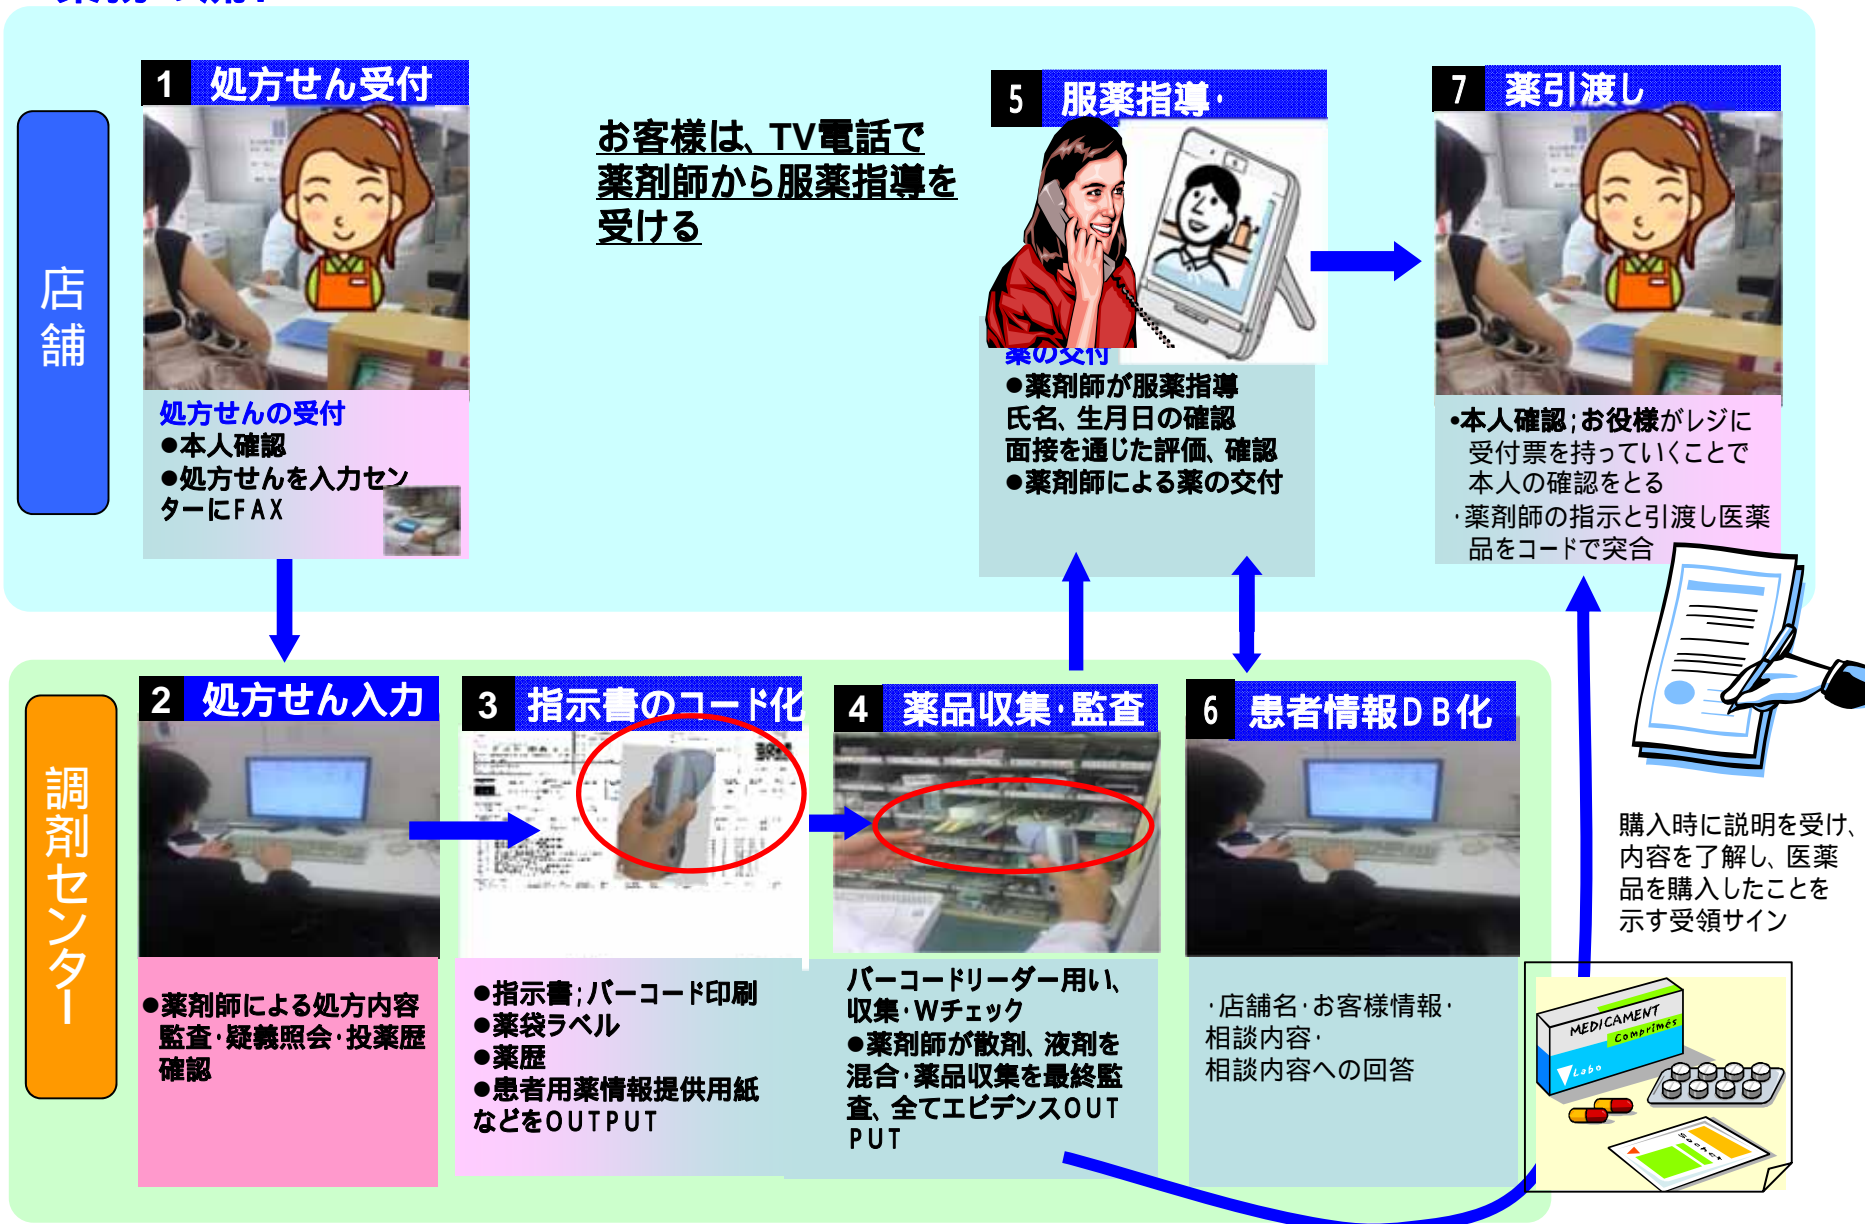 店舗
1 処方せん受付
処方せんの受付
●本人確認
●処方せんを入力セン
ターにFAX
お客様は、TV電話で
薬剤師から服薬指導を
受ける
5 服薬指導・
薬の交付
●薬剤師が服薬指導
氏名、生月日の確認
面接を通じた評価、確認
●薬剤師による薬の交付
7 薬引渡し
•本人確認;お役様がレジに
受付票を持っていくことで
本人の確認をとる
・薬剤師の指示と引渡し医薬
品をコードで突合
調剤センター
2 処方せん入力
●薬剤師による処方内容
監査・疑義照会・投薬歴
確認
3 指示書のコード化
●指示書;バーコード印刷
●薬袋ラベル
●薬歴
●患者用薬情報提供用紙
などをOUTPUT
4 薬品収集・監査
バーコードリーダー用い、
収集・Wチェック
●薬剤師が散剤、液剤を
混合・薬品収集を最終監
査、全てエビデンスOUT
PUT
6 患者情報DB化
・店舗名・お客様情報・
相談内容・
相談内容への回答
購入時に説明を受け、
内容を了解し、医薬
品を購入したことを
示す受領サイン
MEDICAMENT
Comprimés
Labo
Sachet